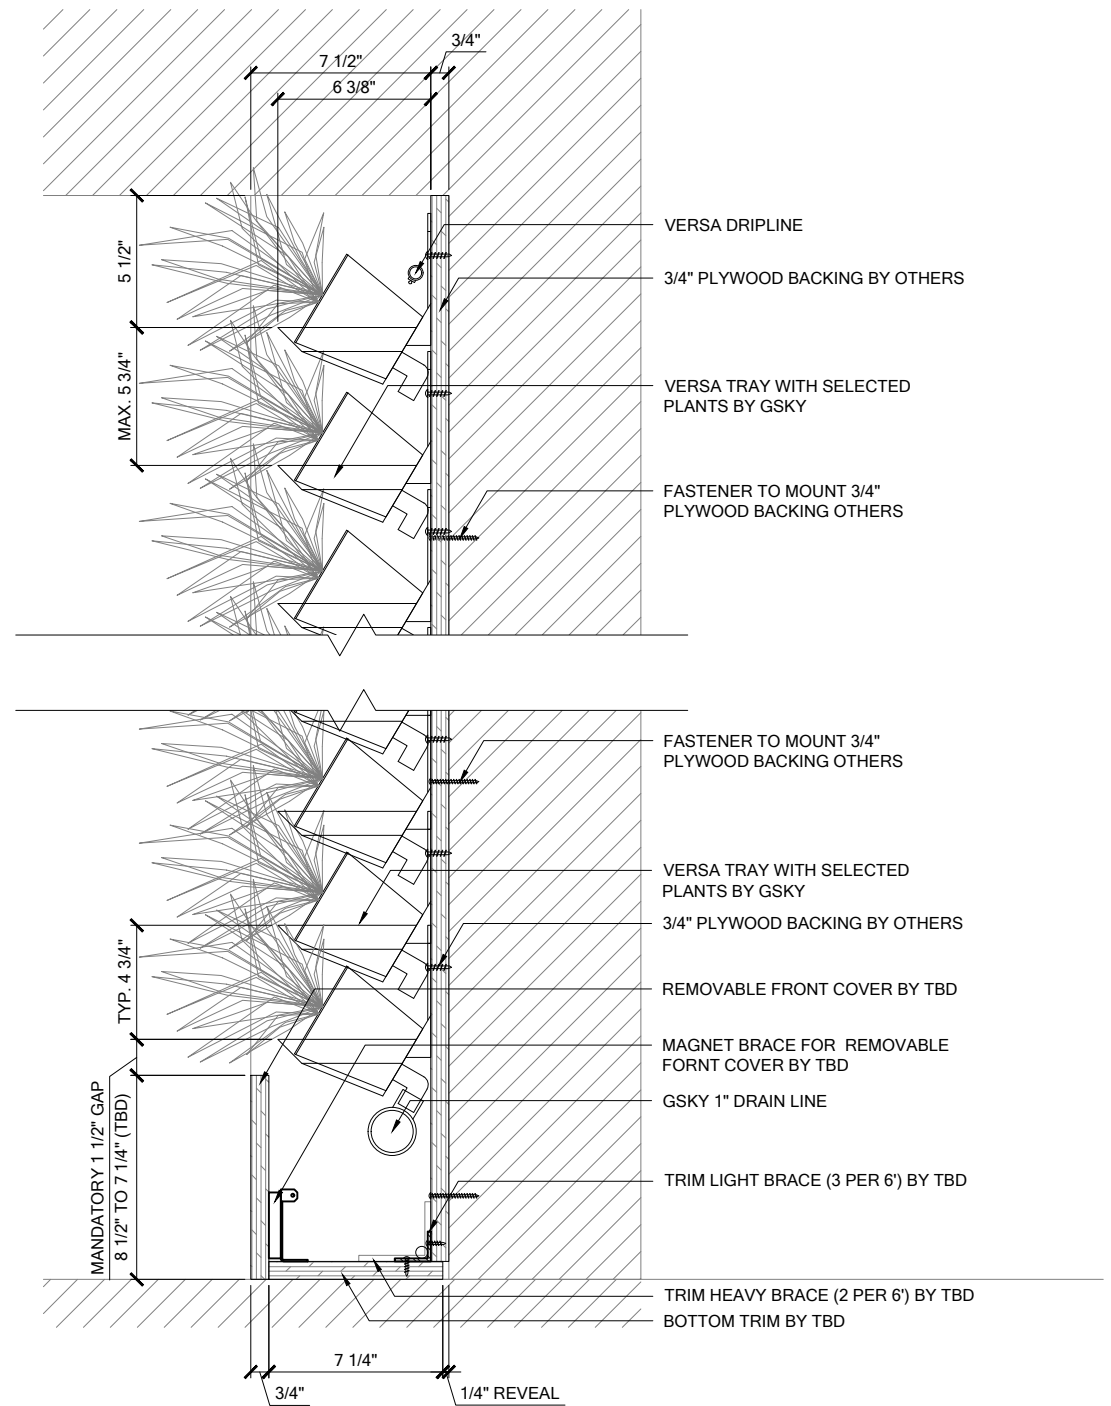 3/4"
7 1/2"
6 3/8"
5 1/2"
MAX. 5 3/4"
VERSA DRIPLINE
3/4" PLYWOOD BACKING BY OTHERS
VERSA TRAY WITH SELECTED
PLANTS BY GSKY
FASTENER TO MOUNT 3/4"
PLYWOOD BACKING OTHERS
FASTENER TO MOUNT 3/4"
PLYWOOD BACKING OTHERS
VERSA TRAY WITH SELECTED
PLANTS BY GSKY
3/4" PLYWOOD BACKING BY OTHERS
TYP. 4 3/4"
REMOVABLE FRONT COVER BY TBD
MAGNET BRACE FOR REMOVABLE
FORNT COVER BY TBD
GSKY 1" DRAIN LINE
MANDATORY 1 1/2" GAP
8 1/2" TO 7 1/4" (TBD)
TRIM LIGHT BRACE (3 PER 6') BY TBD
TRIM HEAVY BRACE (2 PER 6') BY TBD
BOTTOM TRIM BY TBD
7 1/4"
3/4"
1/4" REVEAL